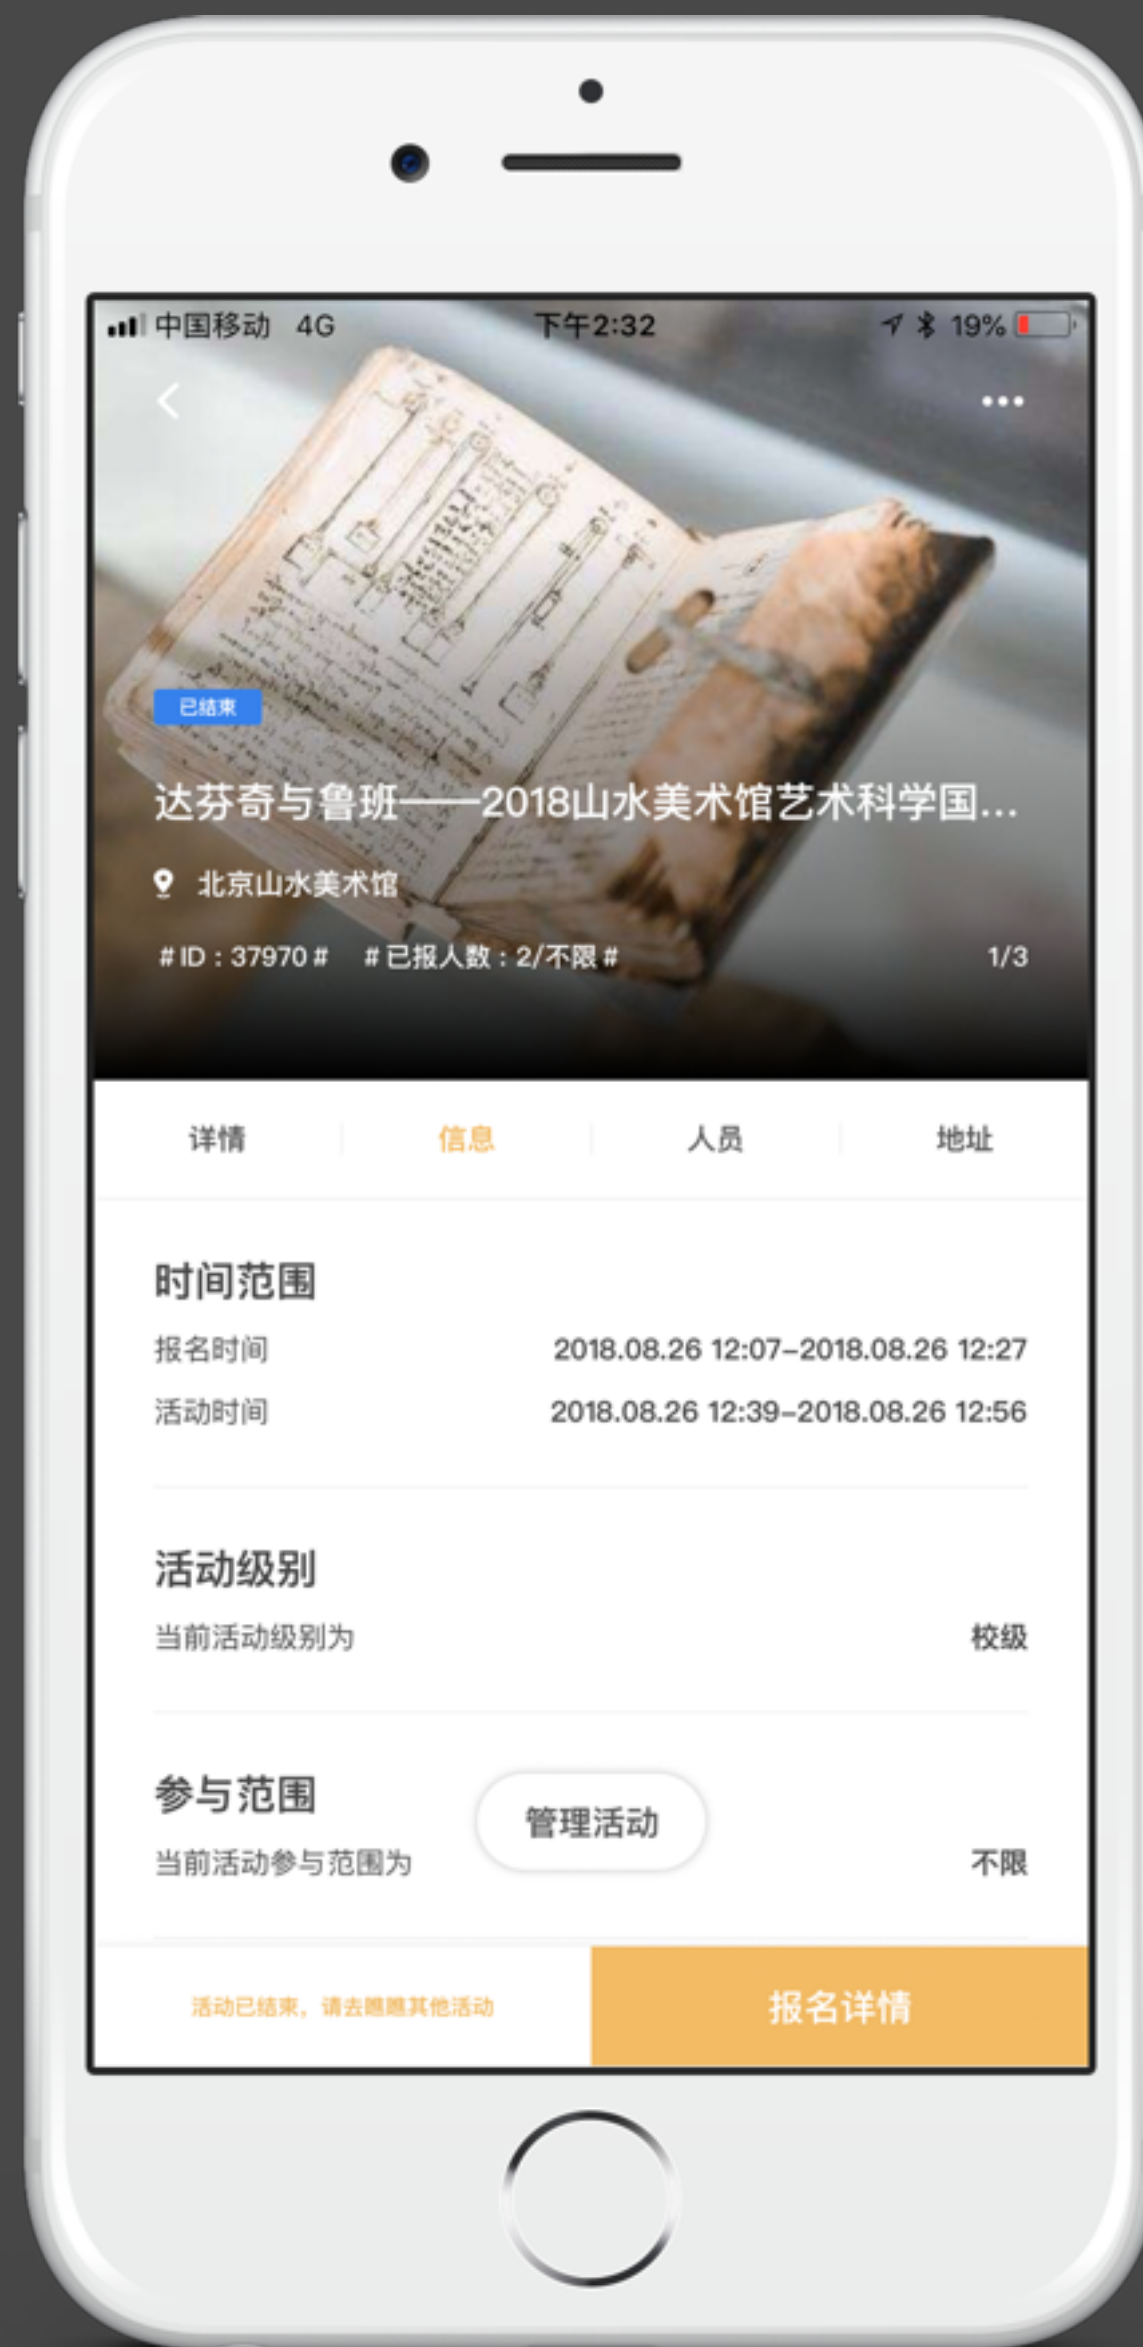 中国移动 4G 下午2:32 19%
已结束
达芬奇与鲁班——2018山水美术馆艺术科学国...
北京山水美术馆
#ID：37970# #已报人数：2/不限# 1/3
详情 信息 人员 地址
时间范围
报名时间 2018.08.26 12:07-2018.08.26 12:27
活动时间 2018.08.26 12:39-2018.08.26 12:56
活动级别
当前活动级别为 校级
参与范围
管理活动
当前活动参与范围为 不限
活动已结束，请去瞧瞧其他活动 报名详情